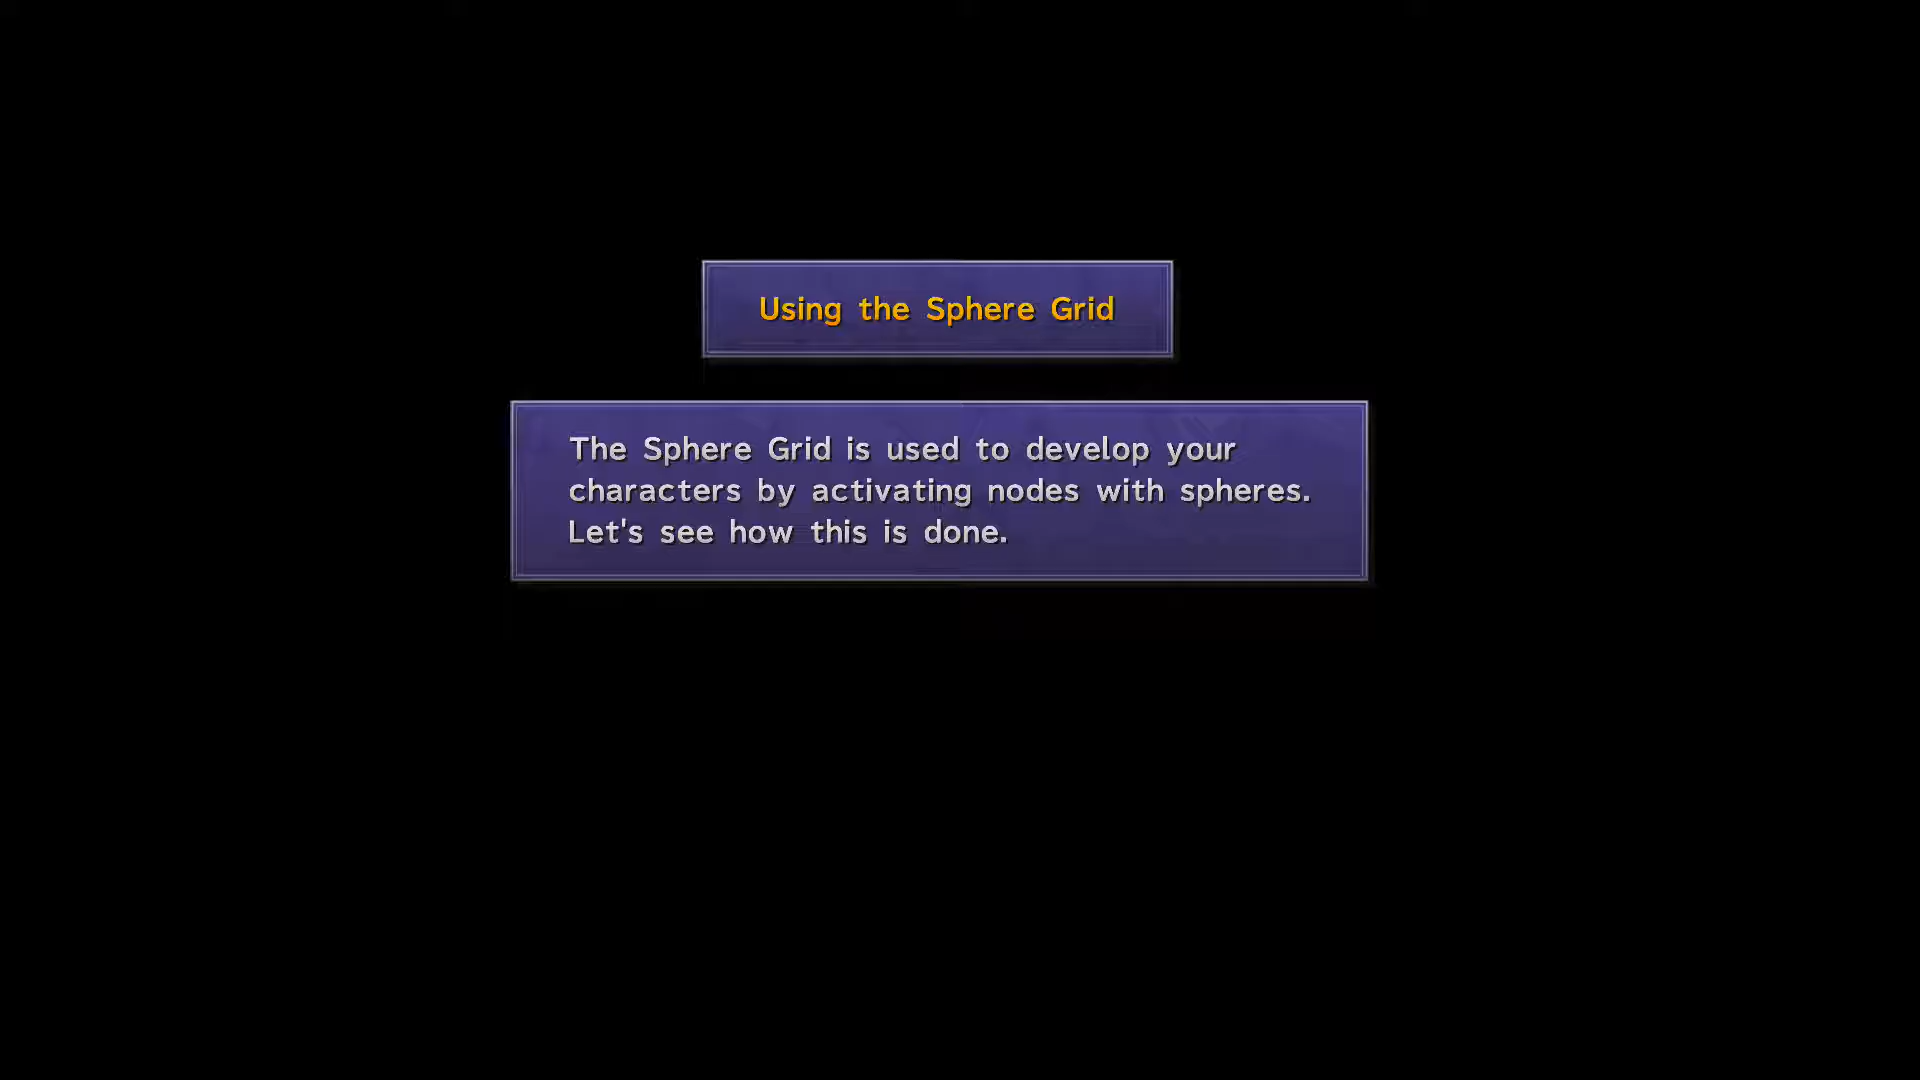 Using the Sphere Grid
The Sphere Grid is used to develop your
characters by activating nodes with spheres.
Let's see how this is done.